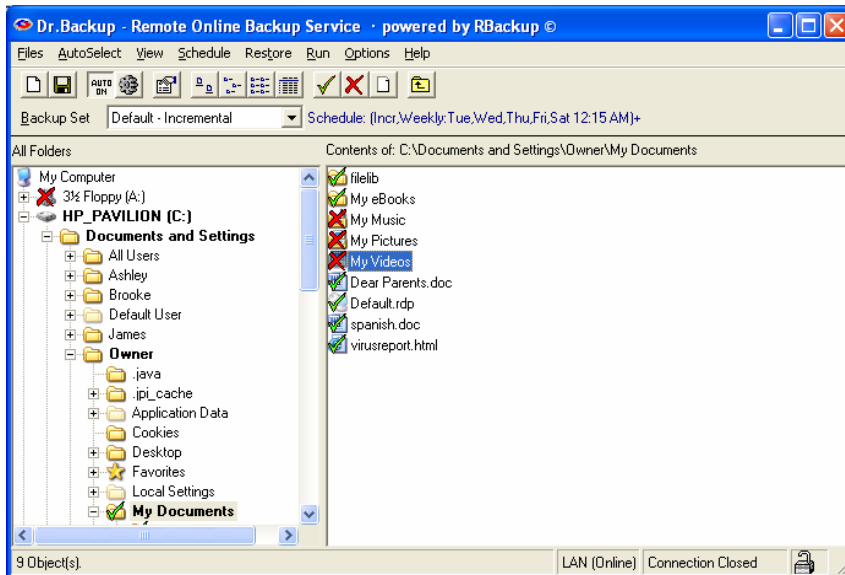 Dr.Backup - Remote Online Backup Service · powered by RBackup ©
Files AutoSelect View Schedule Restore Run Options Help
AUTO ON
Backup Set Default - Incremental Schedule: (Incr,Weekly:Tue,Wed,Thu,Fri,Sat 12:15 AM)+
All Folders
My Computer
3½ Floppy (A:)
HP_PAVILION (C:)
Documents and Settings
All Users
Ashley
Brooke
Default User
James
Owner
.java
.jpi_cache
Application Data
Cookies
Desktop
Favorites
Local Settings
My Documents
Contents of: C:\Documents and Settings\Owner\My Documents
filelib
My eBooks
My Music
My Pictures
My Videos
Dear Parents.doc
Default.rdp
spanish.doc
virusreport.html
9 Object(s). LAN (Online) Connection Closed